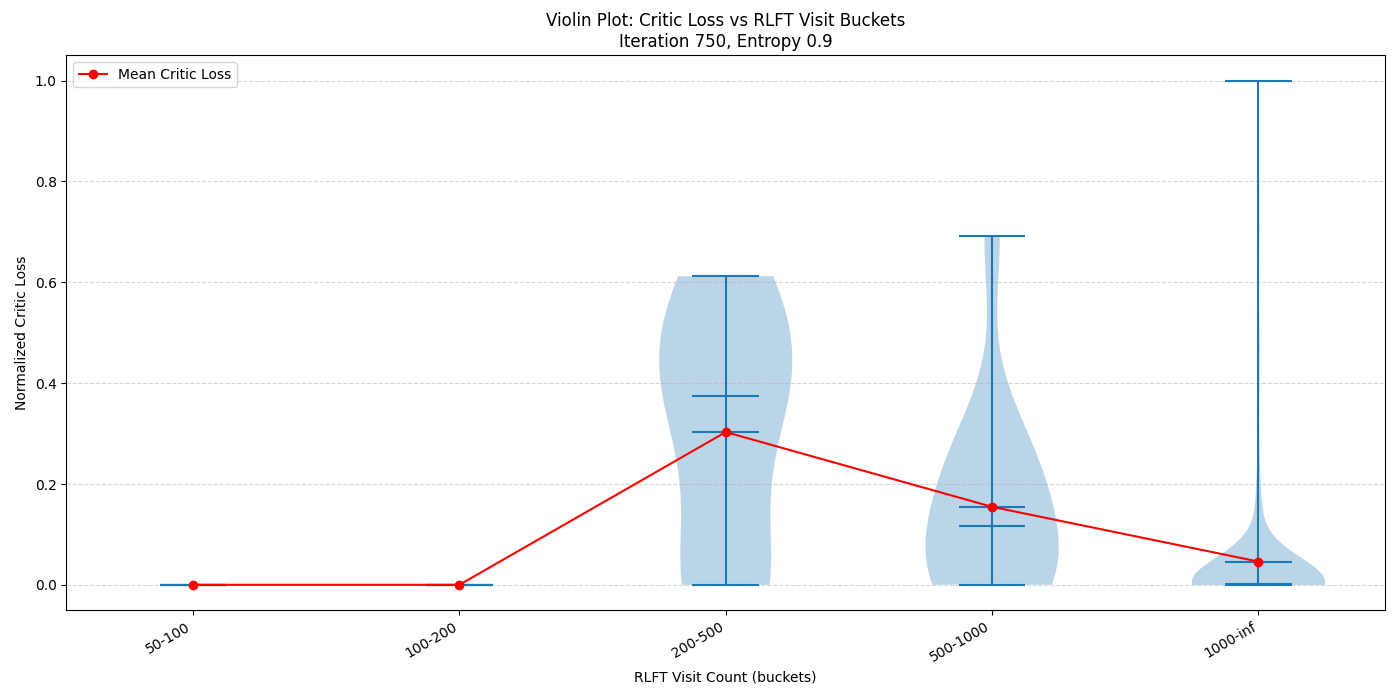 Violin Plot: Critic Loss vs RLFT Visit Buckets
Iteration 750, Entropy 0.9
Mean Critic Loss
Normalized Critic Loss
1.0
0.8
0.6
0.4
0.2
0.0
50-100
100-200
200-500
500-1000
1000-inf
RLFT Visit Count (buckets)